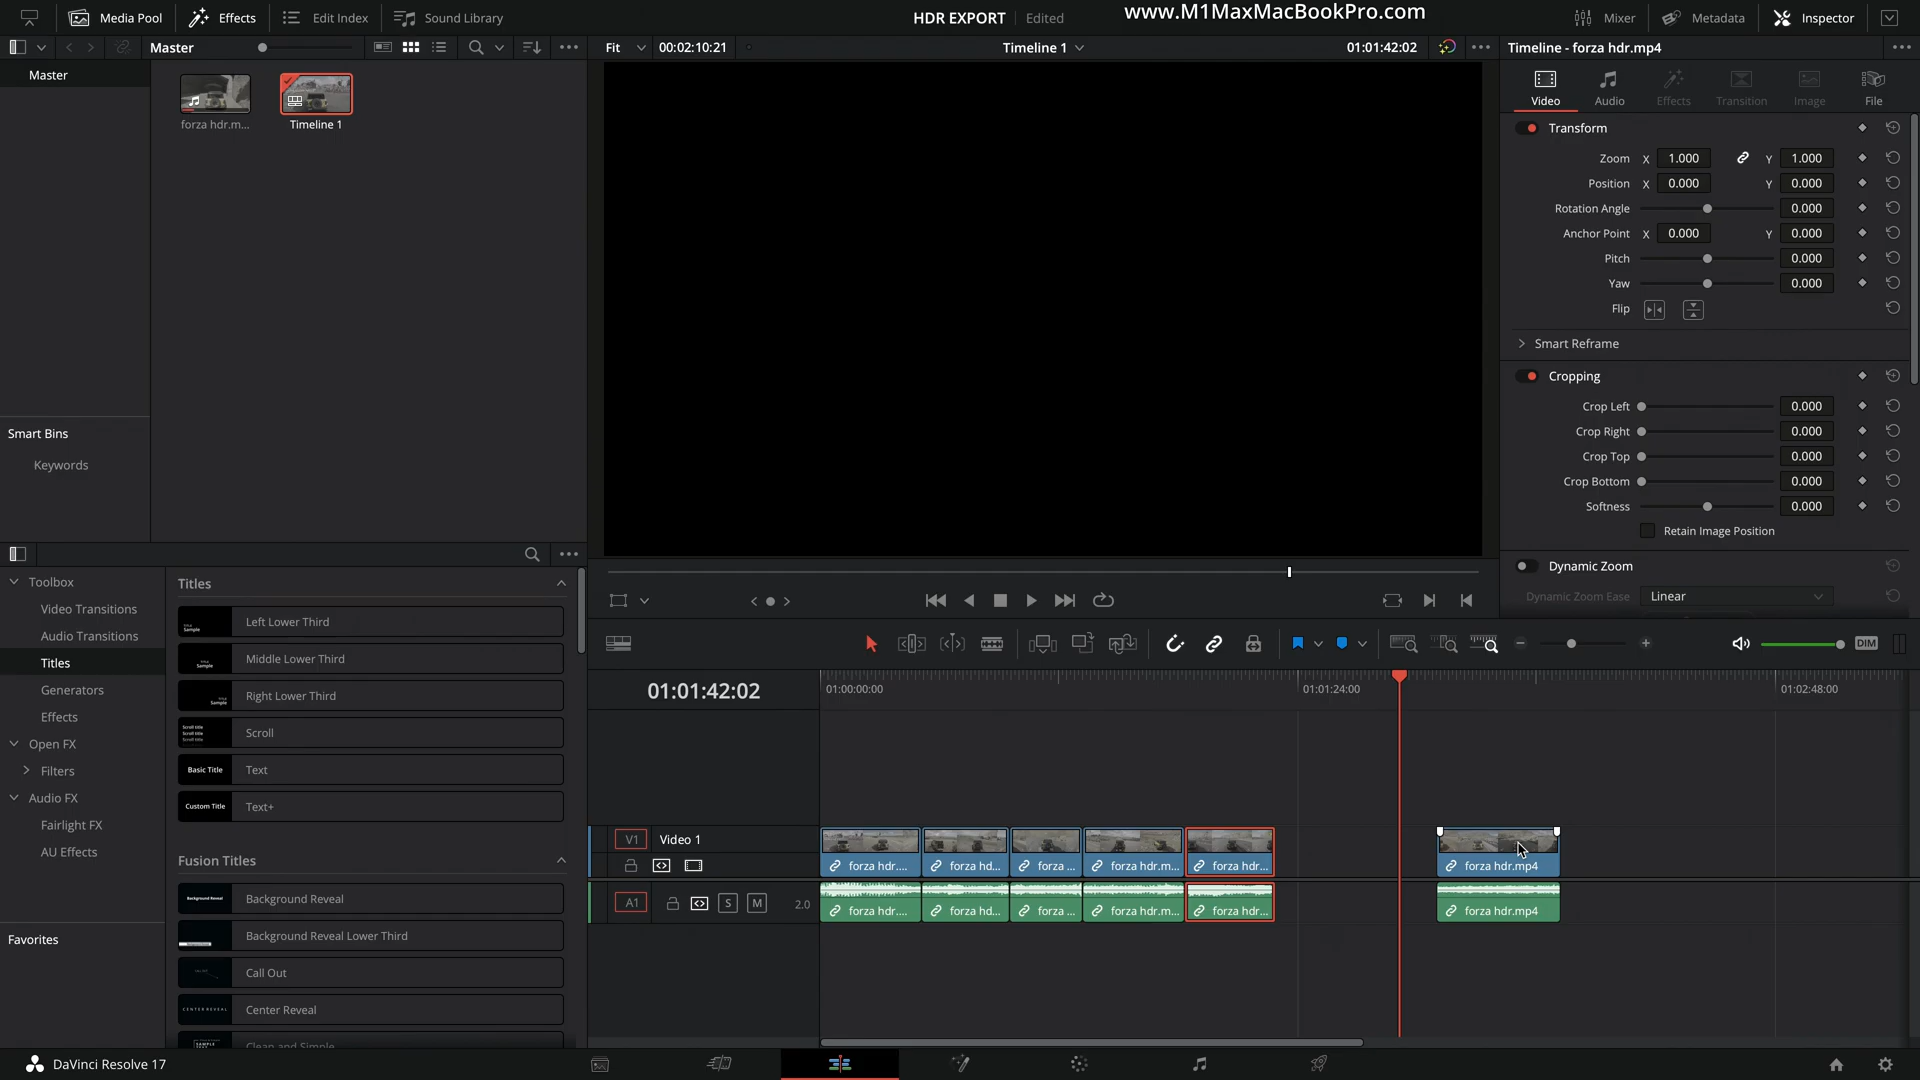 Media Pool
Effects
Edit Index
Sound Library
HDR EXPORT
Edited
www.M1MaxMacBookPro.com
Mixer
Metadata
Inspector
Master
Fit
00:02:10:21
Timeline 1
01:01:42:02
Timeline - forza hdr.mp4
Master
forza hdr.m...
Timeline 1
Video
Audio
Effects
Transition
Image
File
Transform
Zoom X 1.000 Y 1.000
Position X 0.000 Y 0.000
Rotation Angle 0.000
Anchor Point X 0.000 Y 0.000
Pitch 0.000
Yaw 0.000
Flip
Smart Reframe
Cropping
Crop Left 0.000
Crop Right 0.000
Crop Top 0.000
Crop Bottom 0.000
Softness 0.000
Retain Image Position
Dynamic Zoom
Dynamic Zoom Ease Linear
Smart Bins
Keywords
Toolbox
Video Transitions
Audio Transitions
Titles
Generators
Effects
Open FX
Filters
Audio FX
Fairlight FX
AU Effects
Favorites
Titles
Left Lower Third
Middle Lower Third
Right Lower Third
Scroll
Basic Title Text
Custom Title Text+
Fusion Titles
Background Reveal Background Reveal
Background Reveal Lower Third
Call Out
CENTER REVEAL Center Reveal
Clean and Simple
DIM
01:01:42:02
01:00:00:00
01:01:24:00
01:02:48:00
V1 Video 1
forza hdr....
forza hd...
forza ...
forza hdr.m...
forza hdr...
forza hdr.mp4
A1 S M 2.0
forza hdr....
forza hd...
forza ...
forza hdr.m...
forza hdr...
forza hdr.mp4
DaVinci Resolve 17